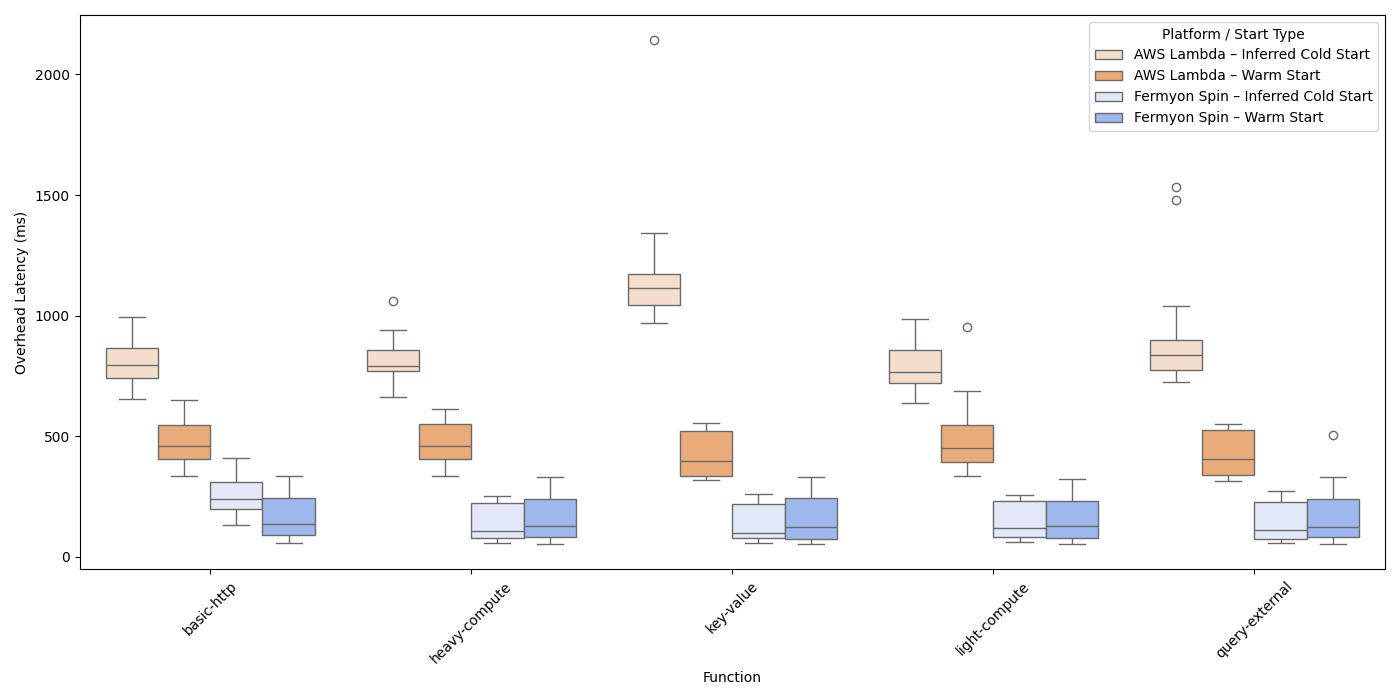 Platform / Start Type
AWS Lambda – Inferred Cold Start
AWS Lambda – Warm Start
Fermyon Spin – Inferred Cold Start
Fermyon Spin – Warm Start
Overhead Latency (ms)
2000
1500
1000
500
0
basic-http
heavy-compute
key-value
light-compute
query-external
Function